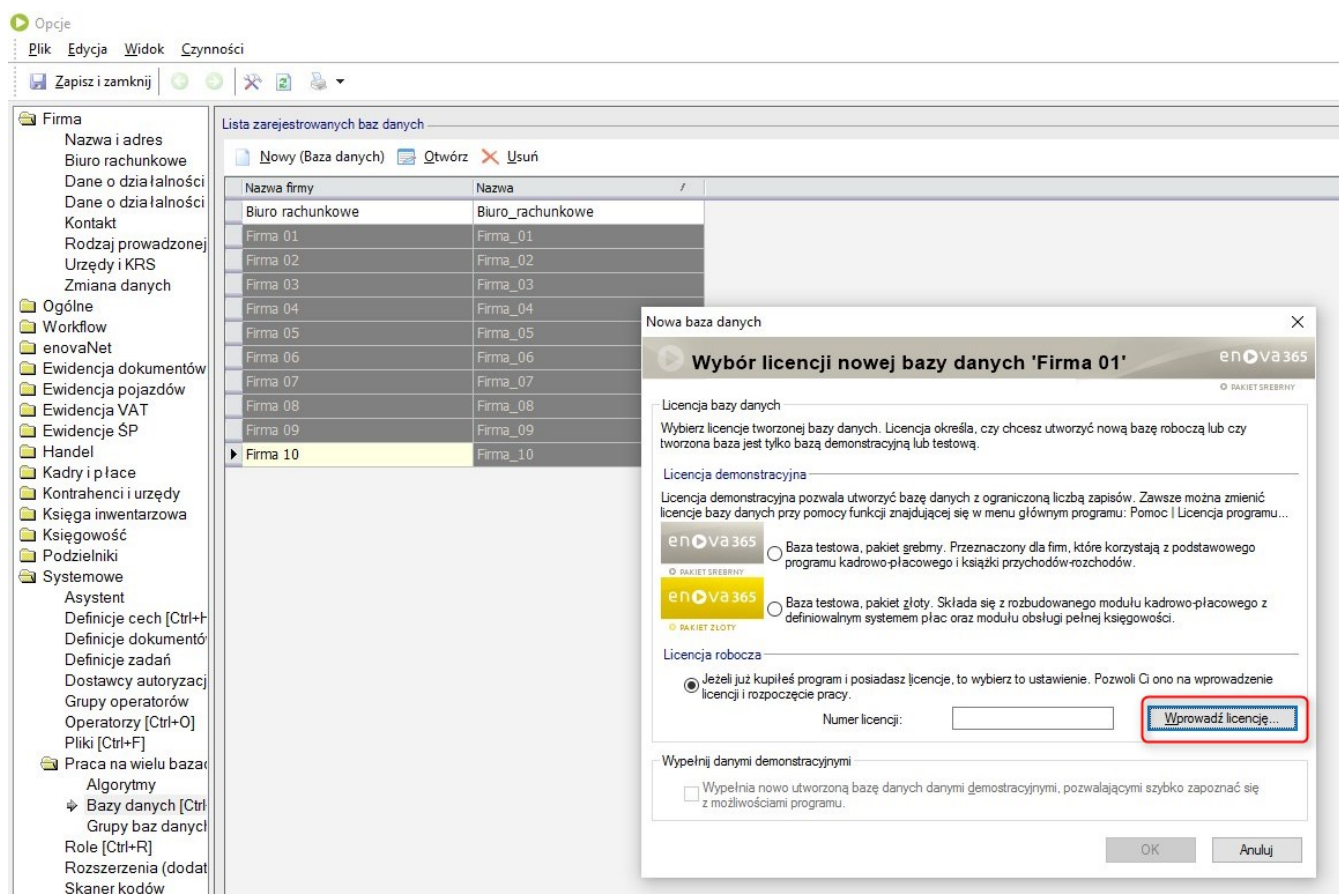 Opcje
Plik Edycja Widok Czynności
Zapisz i zamknij
Firma
Nazwa i adres
Biuro rachunkowe
Dane o działalności
Dane o działalności
Kontakt
Rodzaj prowadzonej
Urzędy i KRS
Zmiana danych
Ogólne
Workflow
enovaNet
Ewidencja dokumentów
Ewidencja pojazdów
Ewidencja VAT
Ewidencje ŚP
Handel
Kadry i płace
Kontrahenci i urzędy
Księga inwentarzowa
Księgowość
Podzielniki
Systemowe
Asystent
Definicje cech [Ctrl+H
Definicje dokumentó
Definicje zadań
Dostawcy autoryzacj
Grupy operatorów
Operatorzy [Ctrl+O]
Pliki [Ctrl+F]
Praca na wielu bazac
Algorytmy
Bazy danych [Ctrl
Grupy baz danych
Role [Ctrl+R]
Rozszerzenia (dodat
Skaner kodów
Lista zarejestrowanych baz danych
Nowy (Baza danych) Otwórz Usuń
Nazwa firmy Nazwa /
Biuro rachunkowe Biuro_rachunkowe
Firma 01 Firma_01
Firma 02 Firma_02
Firma 03 Firma_03
Firma 04 Firma_04
Firma 05 Firma_05
Firma 06 Firma_06
Firma 07 Firma_07
Firma 08 Firma_08
Firma 09 Firma_09
Firma 10 Firma_10
Nowa baza danych
Wybór licencji nowej bazy danych 'Firma 01'
enova365
PAKIET SREBRNY
Licencja bazy danych
Wybierz licencje tworzonej bazy danych. Licencja określa, czy chcesz utworzyć nową bazę roboczą lub czy
tworzona baza jest tylko bazą demonstracyjną lub testową.
Licencja demonstracyjna
Licencja demonstracyjna pozwala utworzyć bazę danych z ograniczoną liczbą zapisów. Zawsze można zmienić
licencje bazy danych przy pomocy funkcji znajdującej się w menu głównym programu: Pomoc | Licencja programu...
enova365
PAKIET SREBRNY
Baza testowa, pakiet srebrny. Przeznaczony dla firm, które korzystają z podstawowego
programu kadrowo-płacowego i książki przychodów-rozchodów.
enova365
PAKIET ZŁOTY
Baza testowa, pakiet złoty. Składa się z rozbudowanego modułu kadrowo-płacowego z
definiowalnym systemem płac oraz modułu obsługi pełnej księgowości.
Licencja robocza
Jeżeli już kupiłeś program i posiadasz licencje, to wybierz to ustawienie. Pozwoli Ci ono na wprowadzenie
licencji i rozpoczęcie pracy.
Numer licencji: Wprowadź licencję...
Wypełnij danymi demonstracyjnymi
Wypełnia nowo utworzoną bazę danych danymi demostracyjnymi, pozwalającymi szybko zapoznać się
z możliwościami programu.
OK Anuluj